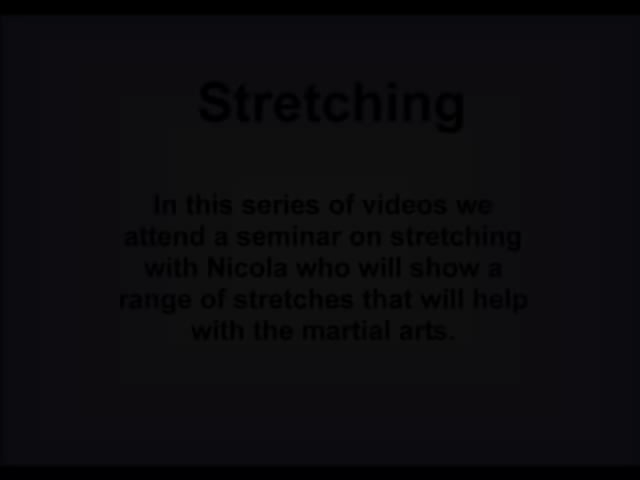 Stretching
In this series of videos we
attend a seminar on stretching
with Nicola who will show a
range of stretches that will help
with the martial arts.